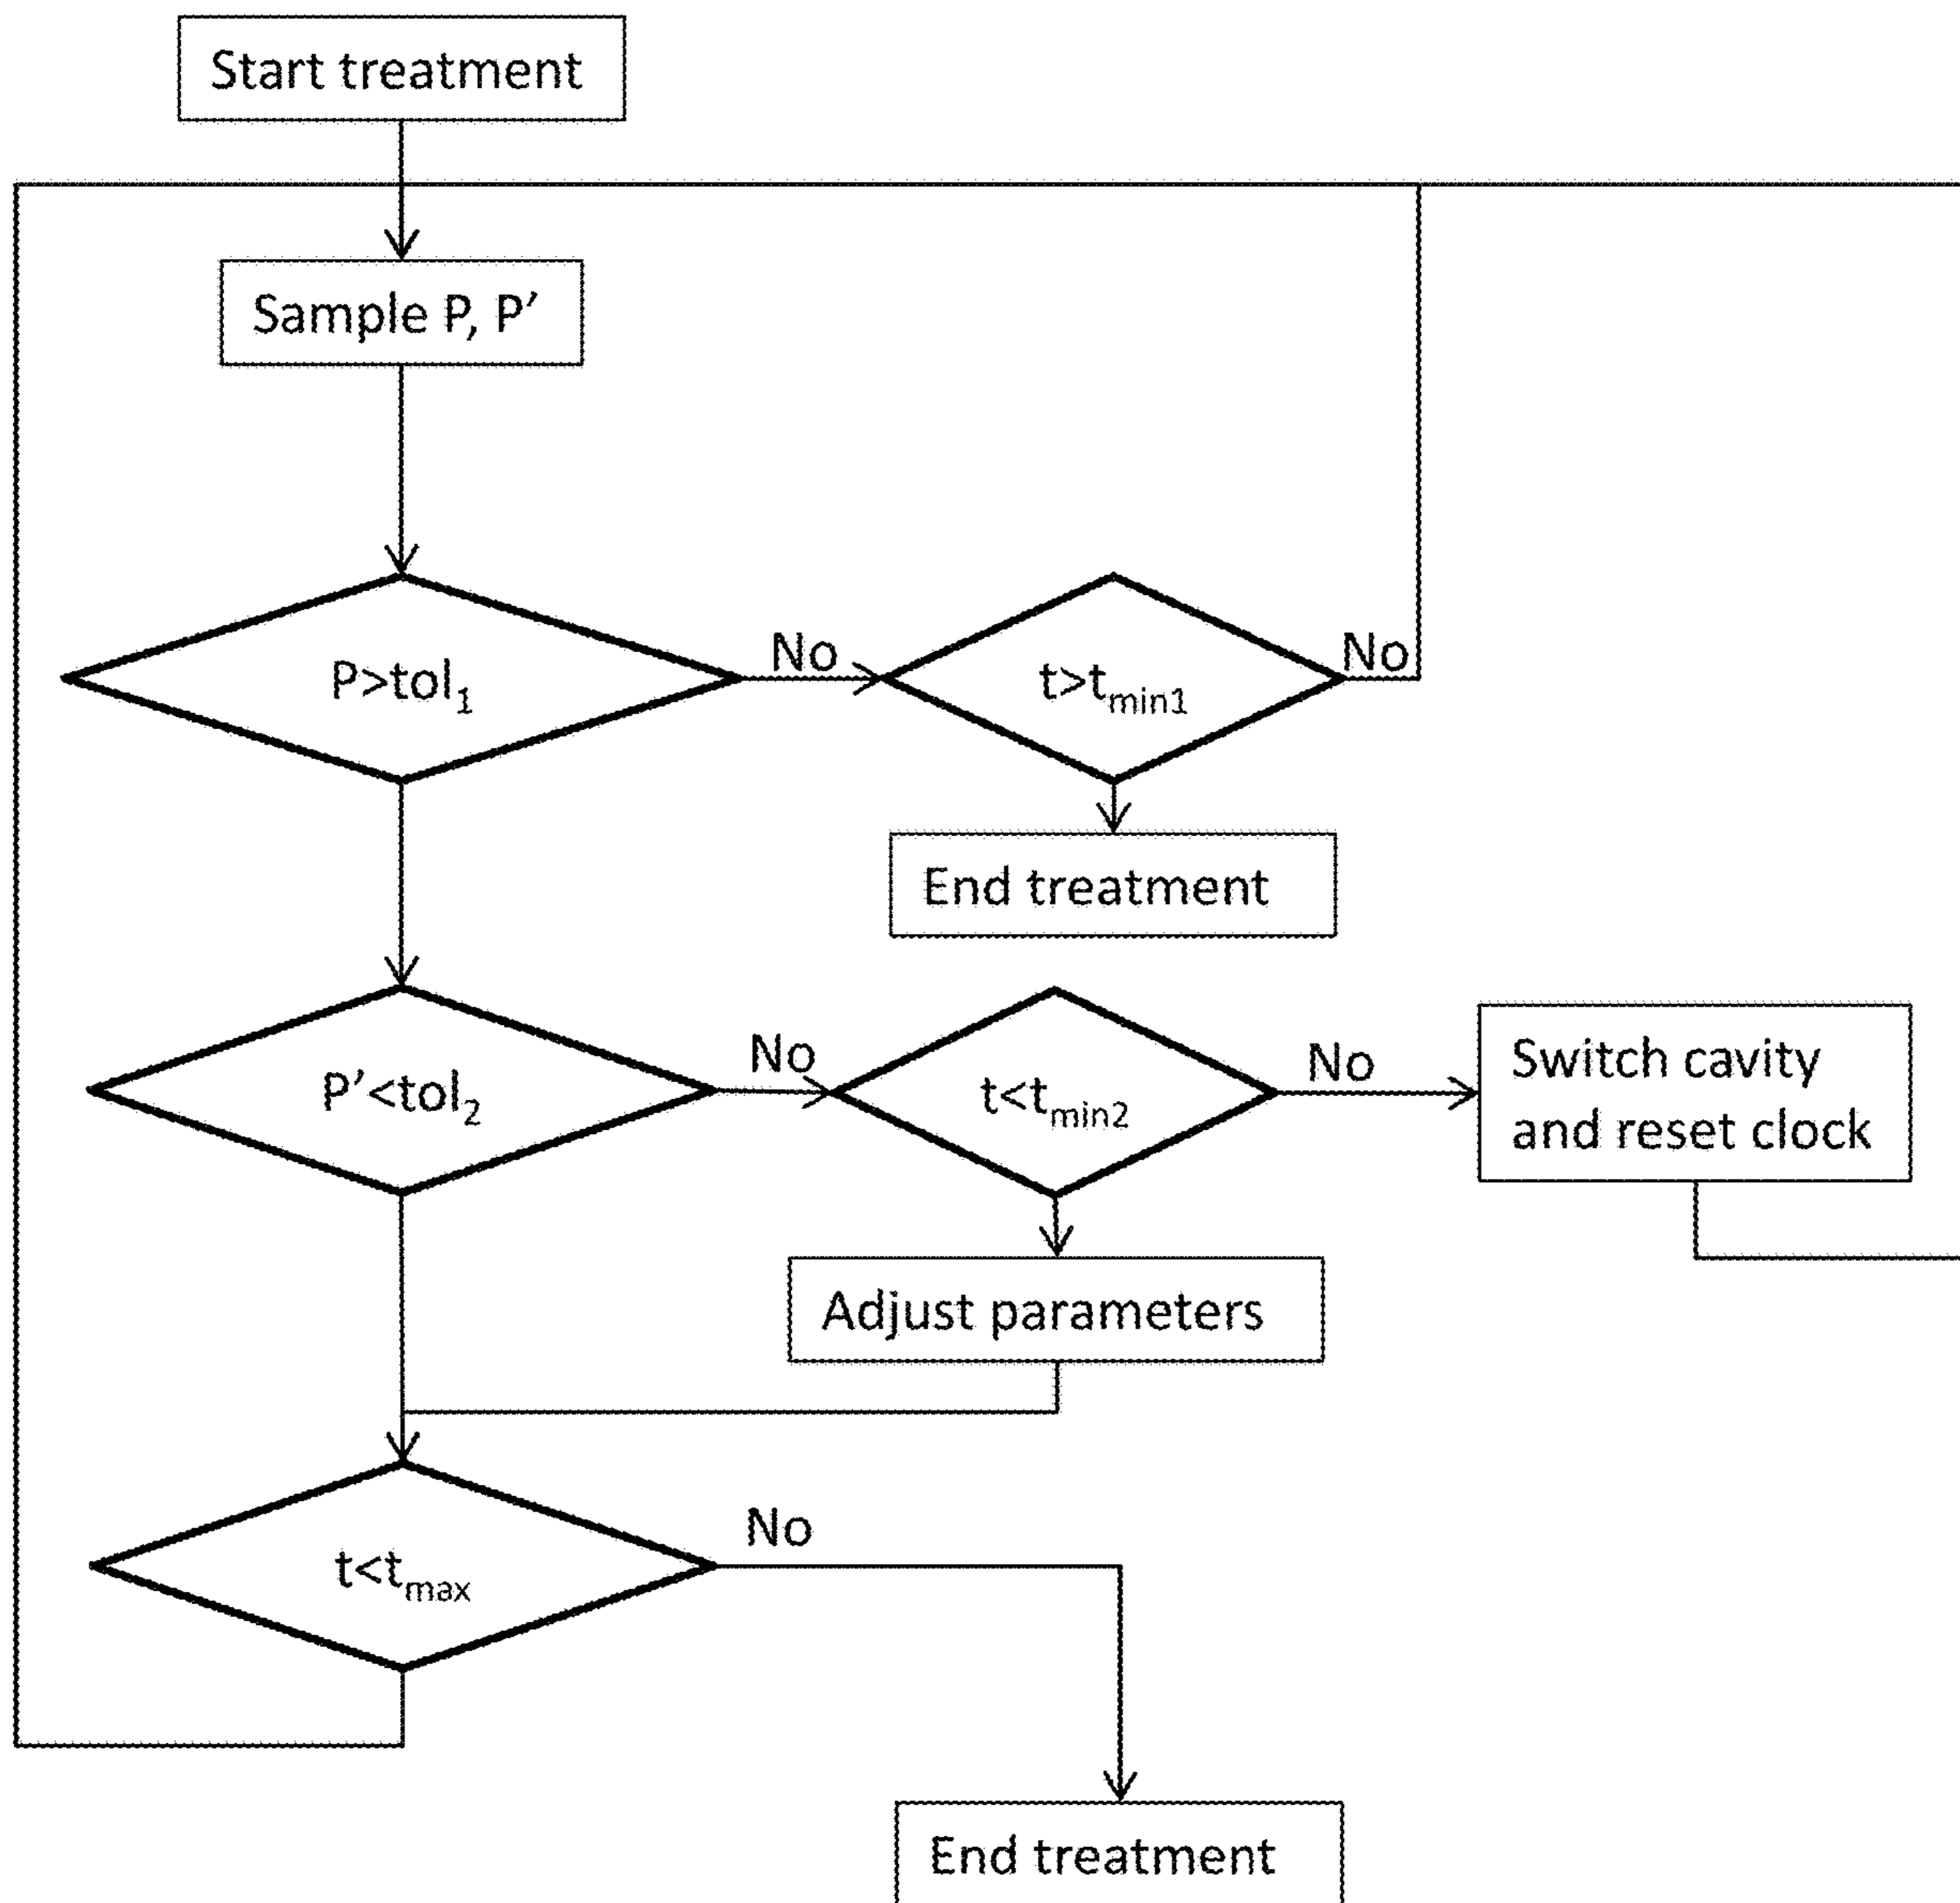 Start treatment
Sample P, P’
P>tol₁
No
t>tₘᵢₙ₁
No
End treatment
P’<tol₂
No
t<tₘᵢₙ₂
No
Switch cavity
and reset clock
Adjust parameters
t<tₘₐₓ
No
End treatment